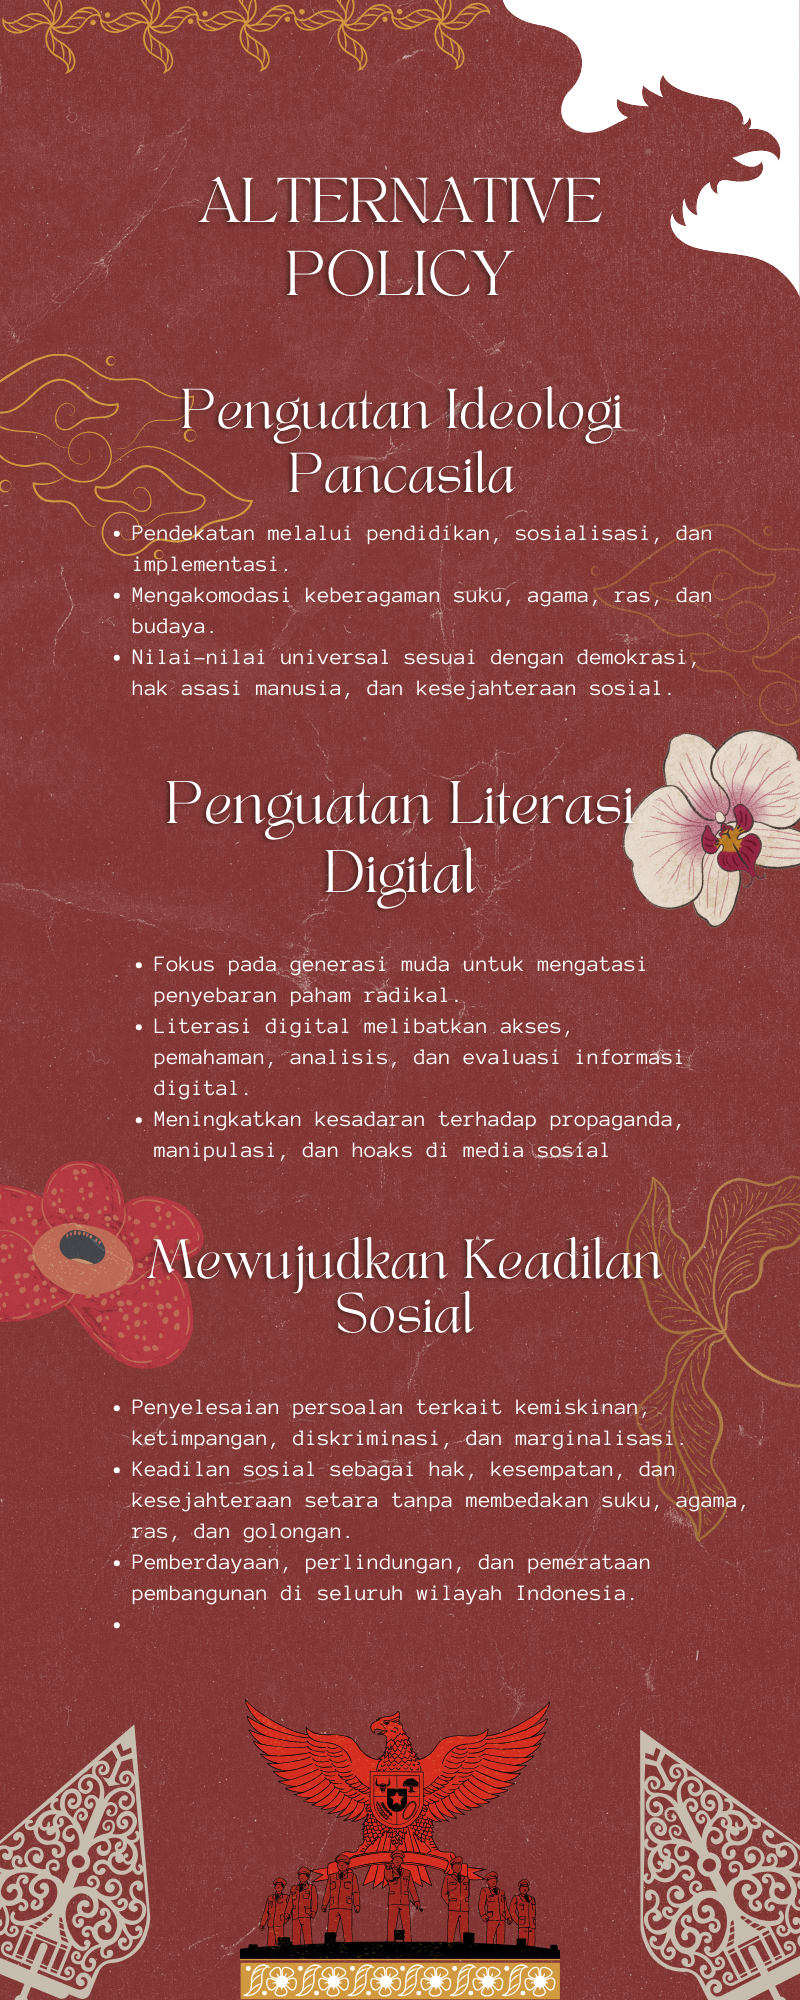 ALTERNATIVE
POLICY
Penguatan Ideologi
Pancasila
• Pendekatan melalui pendidikan, sosialisasi, dan
implementasi.
• Mengakomodasi keberagaman suku, agama, ras, dan
budaya.
• Nilai-nilai universal sesuai dengan demokrasi,
hak asasi manusia, dan kesejahteraan sosial.
Penguatan Literasi
Digital
• Fokus pada generasi muda untuk mengatasi
penyebaran paham radikal.
• Literasi digital melibatkan akses,
pemahaman, analisis, dan evaluasi informasi
digital.
• Meningkatkan kesadaran terhadap propaganda,
manipulasi, dan hoaks di media sosial
Mewujudkan Keadilan
Sosial
• Penyelesaian persoalan terkait kemiskinan,
ketimpangan, diskriminasi, dan marginalisasi.
• Keadilan sosial sebagai hak, kesempatan, dan
kesejahteraan setara tanpa membedakan suku, agama,
ras, dan golongan.
• Pemberdayaan, perlindungan, dan pemerataan
pembangunan di seluruh wilayah Indonesia.
•